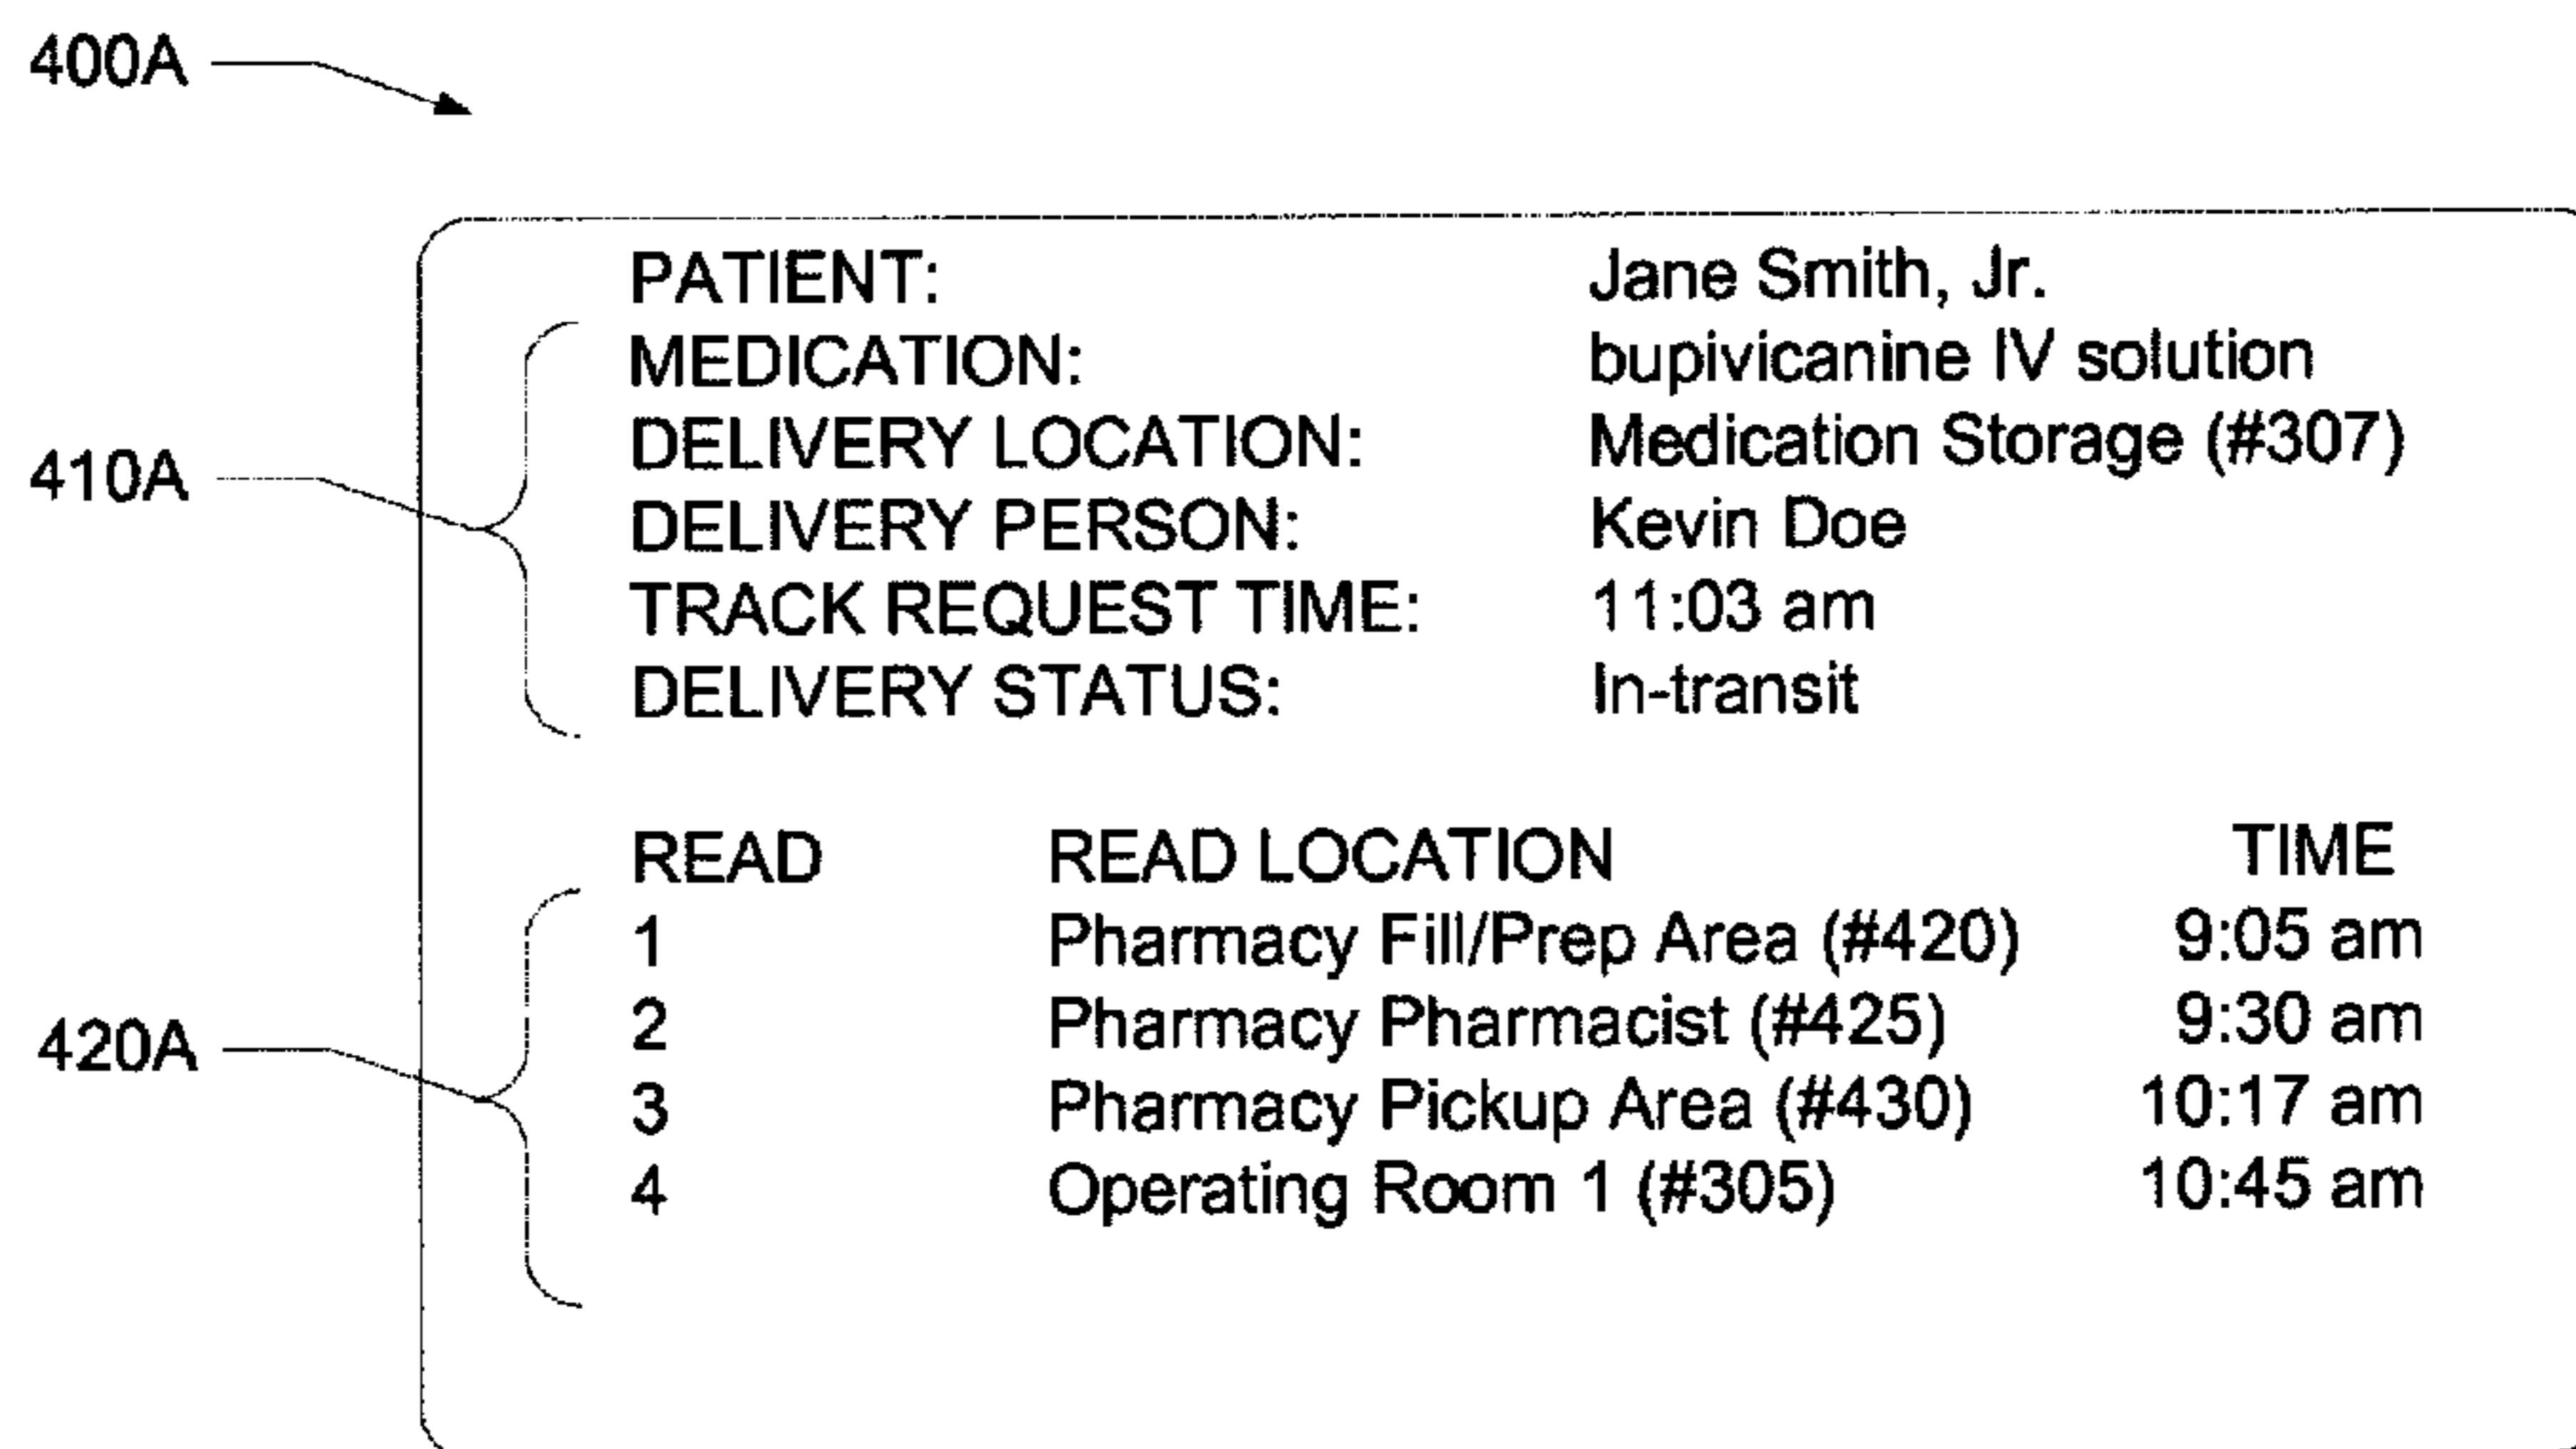 400A
PATIENT: Jane Smith, Jr.
MEDICATION: bupivicanine IV solution
DELIVERY LOCATION: Medication Storage (#307)
410A
DELIVERY PERSON: Kevin Doe
TRACK REQUEST TIME: 11:03 am
DELIVERY STATUS: In-transit
READ READ LOCATION TIME
1 Pharmacy Fill/Prep Area (#420) 9:05 am
2 Pharmacy Pharmacist (#425) 9:30 am
420A
3 Pharmacy Pickup Area (#430) 10:17 am
4 Operating Room 1 (#305) 10:45 am